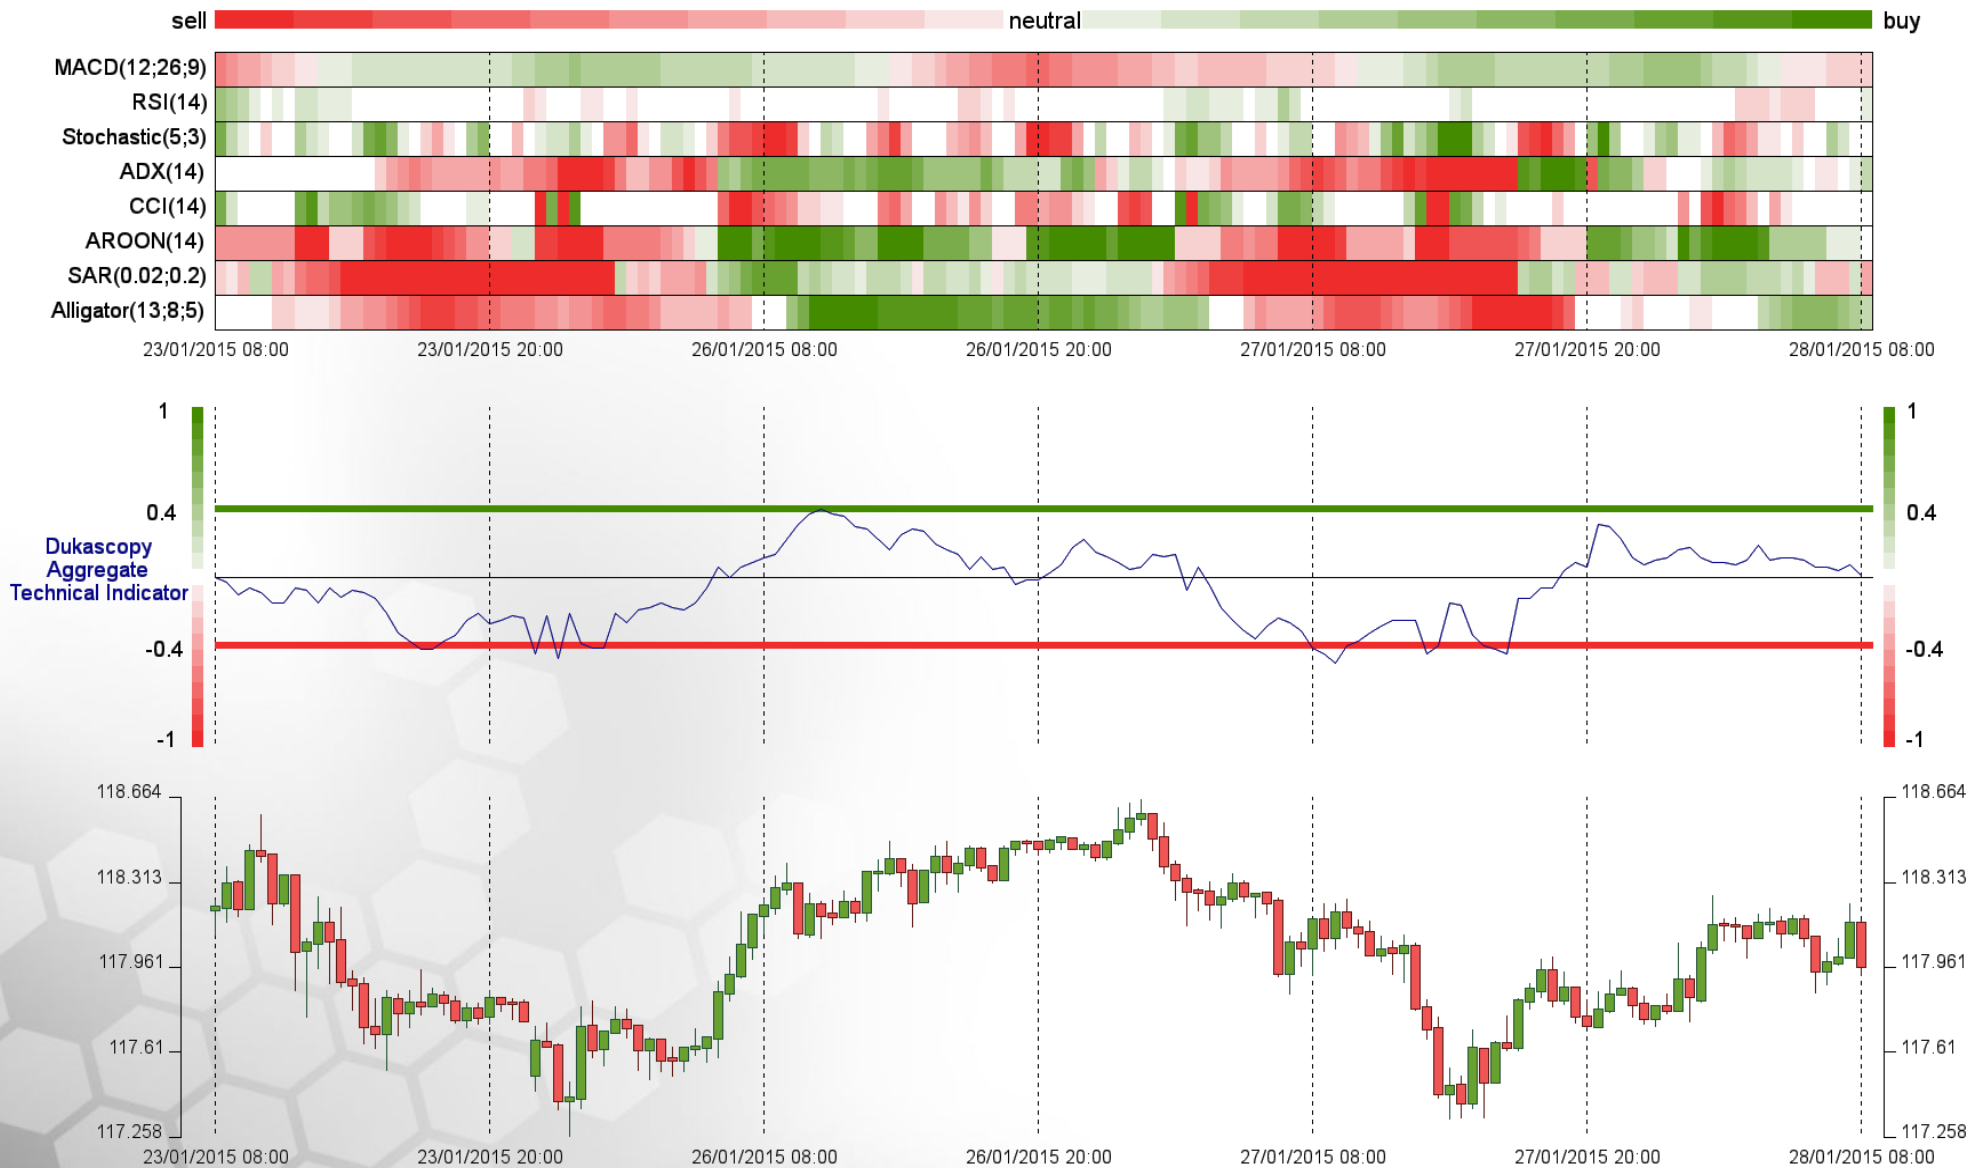 sell neutral buy
MACD(12;26;9)
RSI(14)
Stochastic(5;3)
ADX(14)
CCI(14)
AROON(14)
SAR(0.02;0.2)
Alligator(13;8;5)
23/01/2015 08:00 23/01/2015 20:00 26/01/2015 08:00 26/01/2015 20:00 27/01/2015 08:00 27/01/2015 20:00 28/01/2015 08:00
1 1
0.4 0.4
Dukascopy
Aggregate
Technical Indicator
-0.4 -0.4
-1 -1
118.664 118.664
118.313 118.313
117.961 117.961
117.61 117.61
117.258 117.258
23/01/2015 08:00 23/01/2015 20:00 26/01/2015 08:00 26/01/2015 20:00 27/01/2015 08:00 27/01/2015 20:00 28/01/2015 08:00